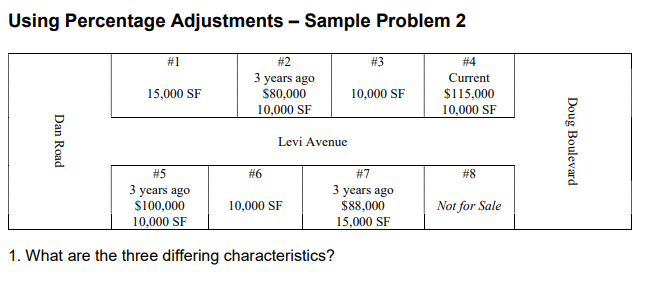 Using Percentage Adjustments – Sample Problem 2
#1
15,000 SF
#2
3 years ago
$80,000
10,000 SF
#3
10,000 SF
#4
Current
$115,000
10,000 SF
Dan Road
Levi Avenue
Doug Boulevard
#5
3 years ago
$100,000
10,000 SF
#6
10,000 SF
#7
3 years ago
$88,000
15,000 SF
#8
Not for Sale
1. What are the three differing characteristics?